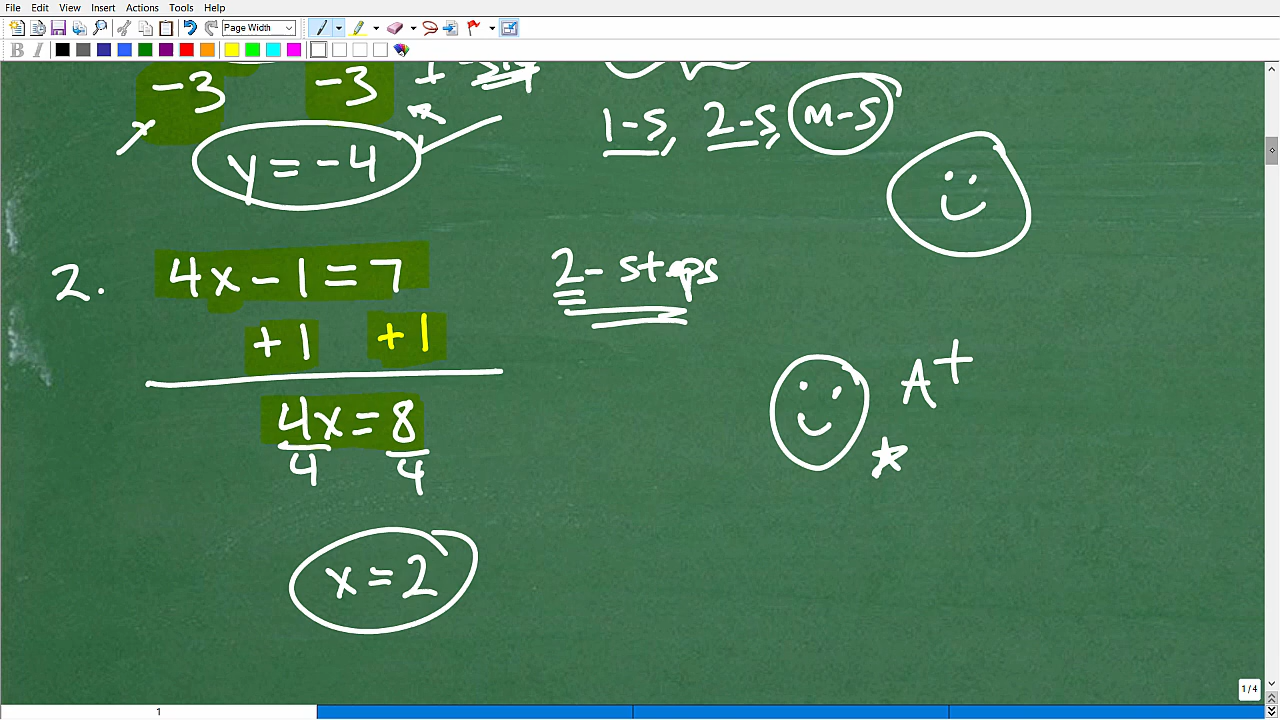 File Edit View Insert Actions Tools Help
Page Width
B I
-3 -3
1-S, 2-S, M-S
y = -4
2. 4x - 1 = 7 2- steps
+ 1 + 1
A+
4x = 8
4 4
x = 2
1 / 4
1